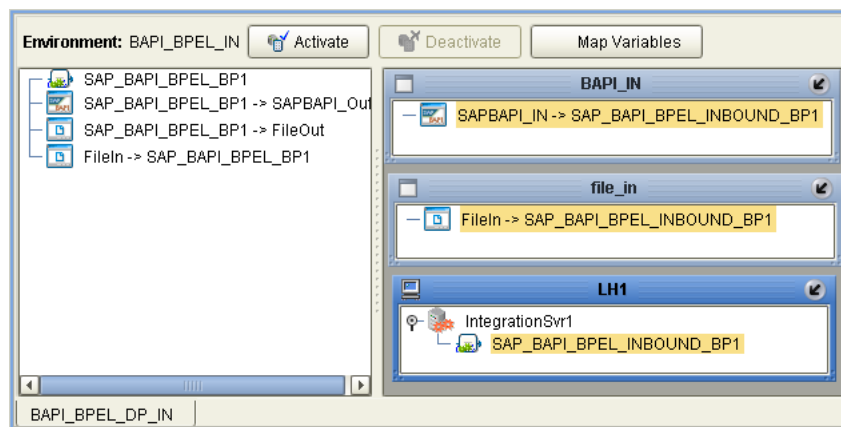 Environment: BAPI_BPEL_IN Activate Deactivate Map Variables
SAP_BAPI_BPEL_BP1
SAP_BAPI_BPEL_BP1 -> SAPBAPI_Out
SAP_BAPI_BPEL_BP1 -> FileOut
FileIn -> SAP_BAPI_BPEL_BP1
BAPI_IN
SAPBAPI_IN -> SAP_BAPI_BPEL_INBOUND_BP1
file_in
FileIn -> SAP_BAPI_BPEL_INBOUND_BP1
LH1
IntegrationSvr1
SAP_BAPI_BPEL_INBOUND_BP1
BAPI_BPEL_DP_IN